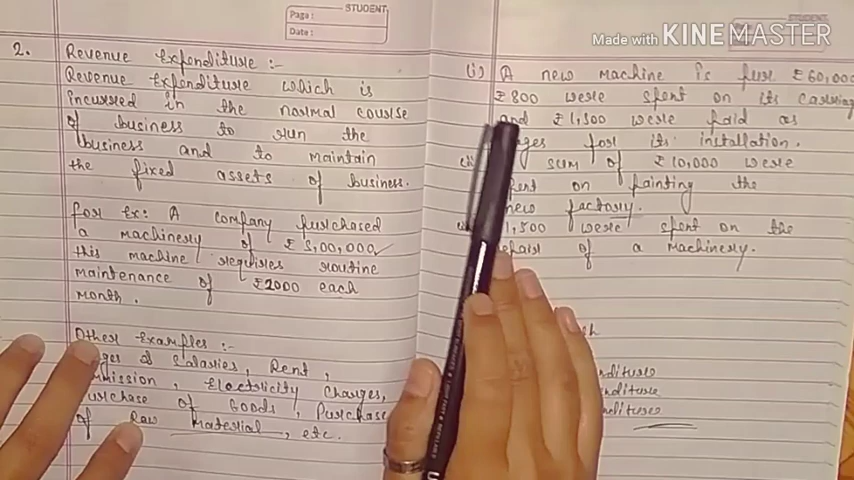 Page:
Date:
STUDENT
STUDENT
Made with KINEMASTER
2.
Revenue Expenditure :-
Revenue Expenditure which is
incurred in the normal course
of business to run the
business and to maintain
the fixed assets of business.
For Ex: A company purchased
a machinery of ₹ 5,00,000
this machine requires routine
maintenance of ₹2000 each
month.
Other Examples :-
& Salaries, Rent,
, Electricity Charges,
of Goods, Purchase
of Raw Material, etc.
(i) A new machine is pur ₹60,000
₹800 were spent on its
and ₹1,500 were paid as
for its installation.
sum of ₹10,000 were
on painting the
new factory.
1,500 were spent on the
of a machinery.